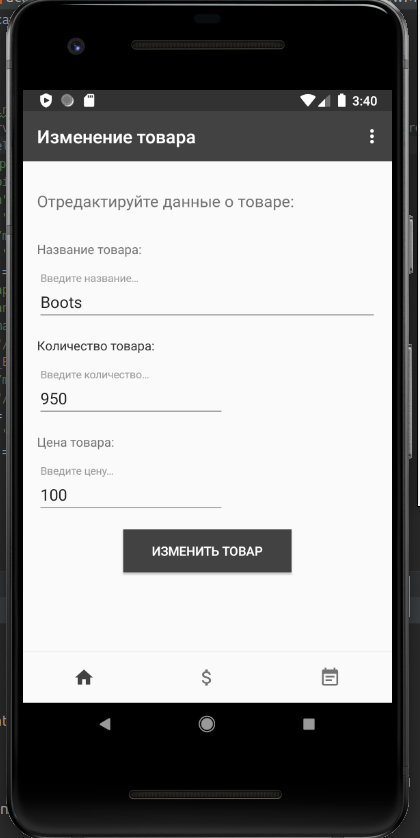 3:40
Изменение товара
Отредактируйте данные о товаре:
Название товара:
Введите название...
Boots
Количество товара:
Введите количество...
950
Цена товара:
Введите цену...
100
ИЗМЕНИТЬ ТОВАР
$